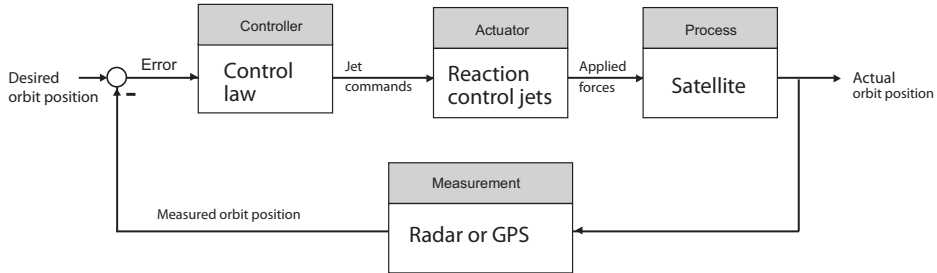 Controller
Actuator
Process
Desired
orbit position
Error
Control
law
Jet
commands
Reaction
control jets
Applied
forces
Satellite
Actual
orbit position
Measurement
Measured orbit position
Radar or GPS